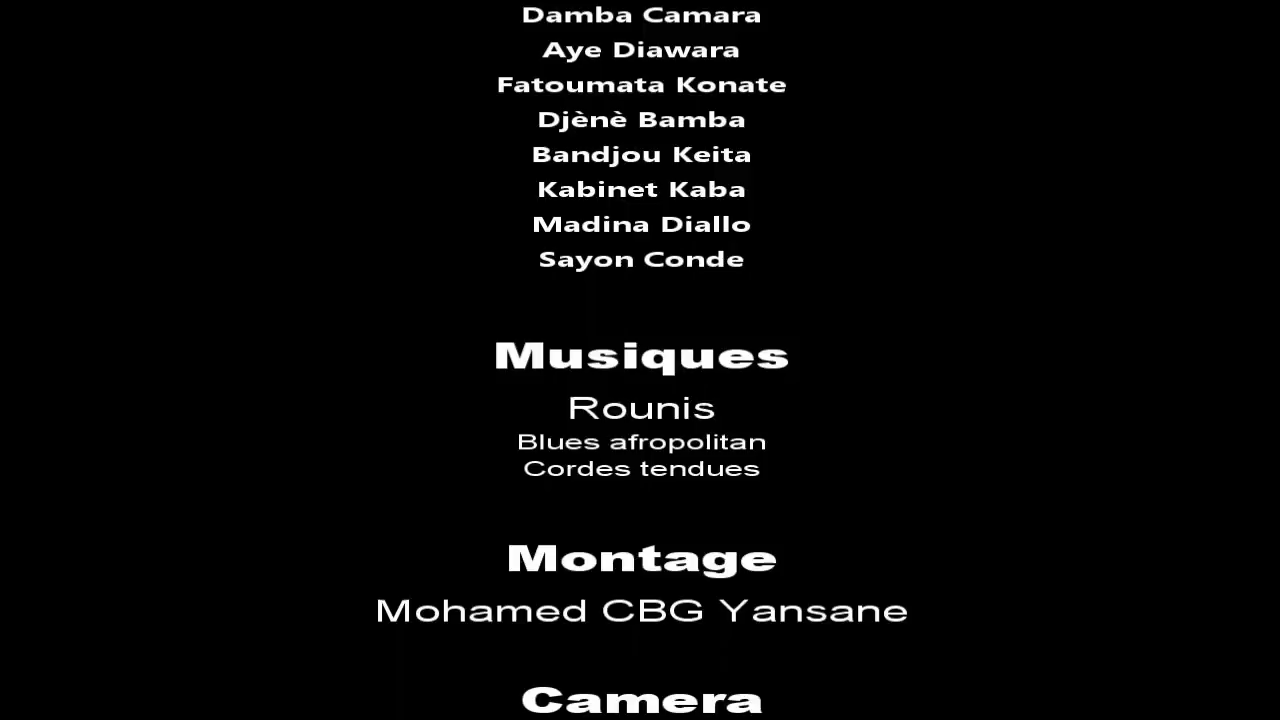 Damba Camara
Aye Diawara
Fatoumata Konate
Djènè Bamba
Bandjou Keita
Kabinet Kaba
Madina Diallo
Sayon Conde
Musiques
Rounis
Blues afropolitan
Cordes tendues
Montage
Mohamed CBG Yansane
Camera